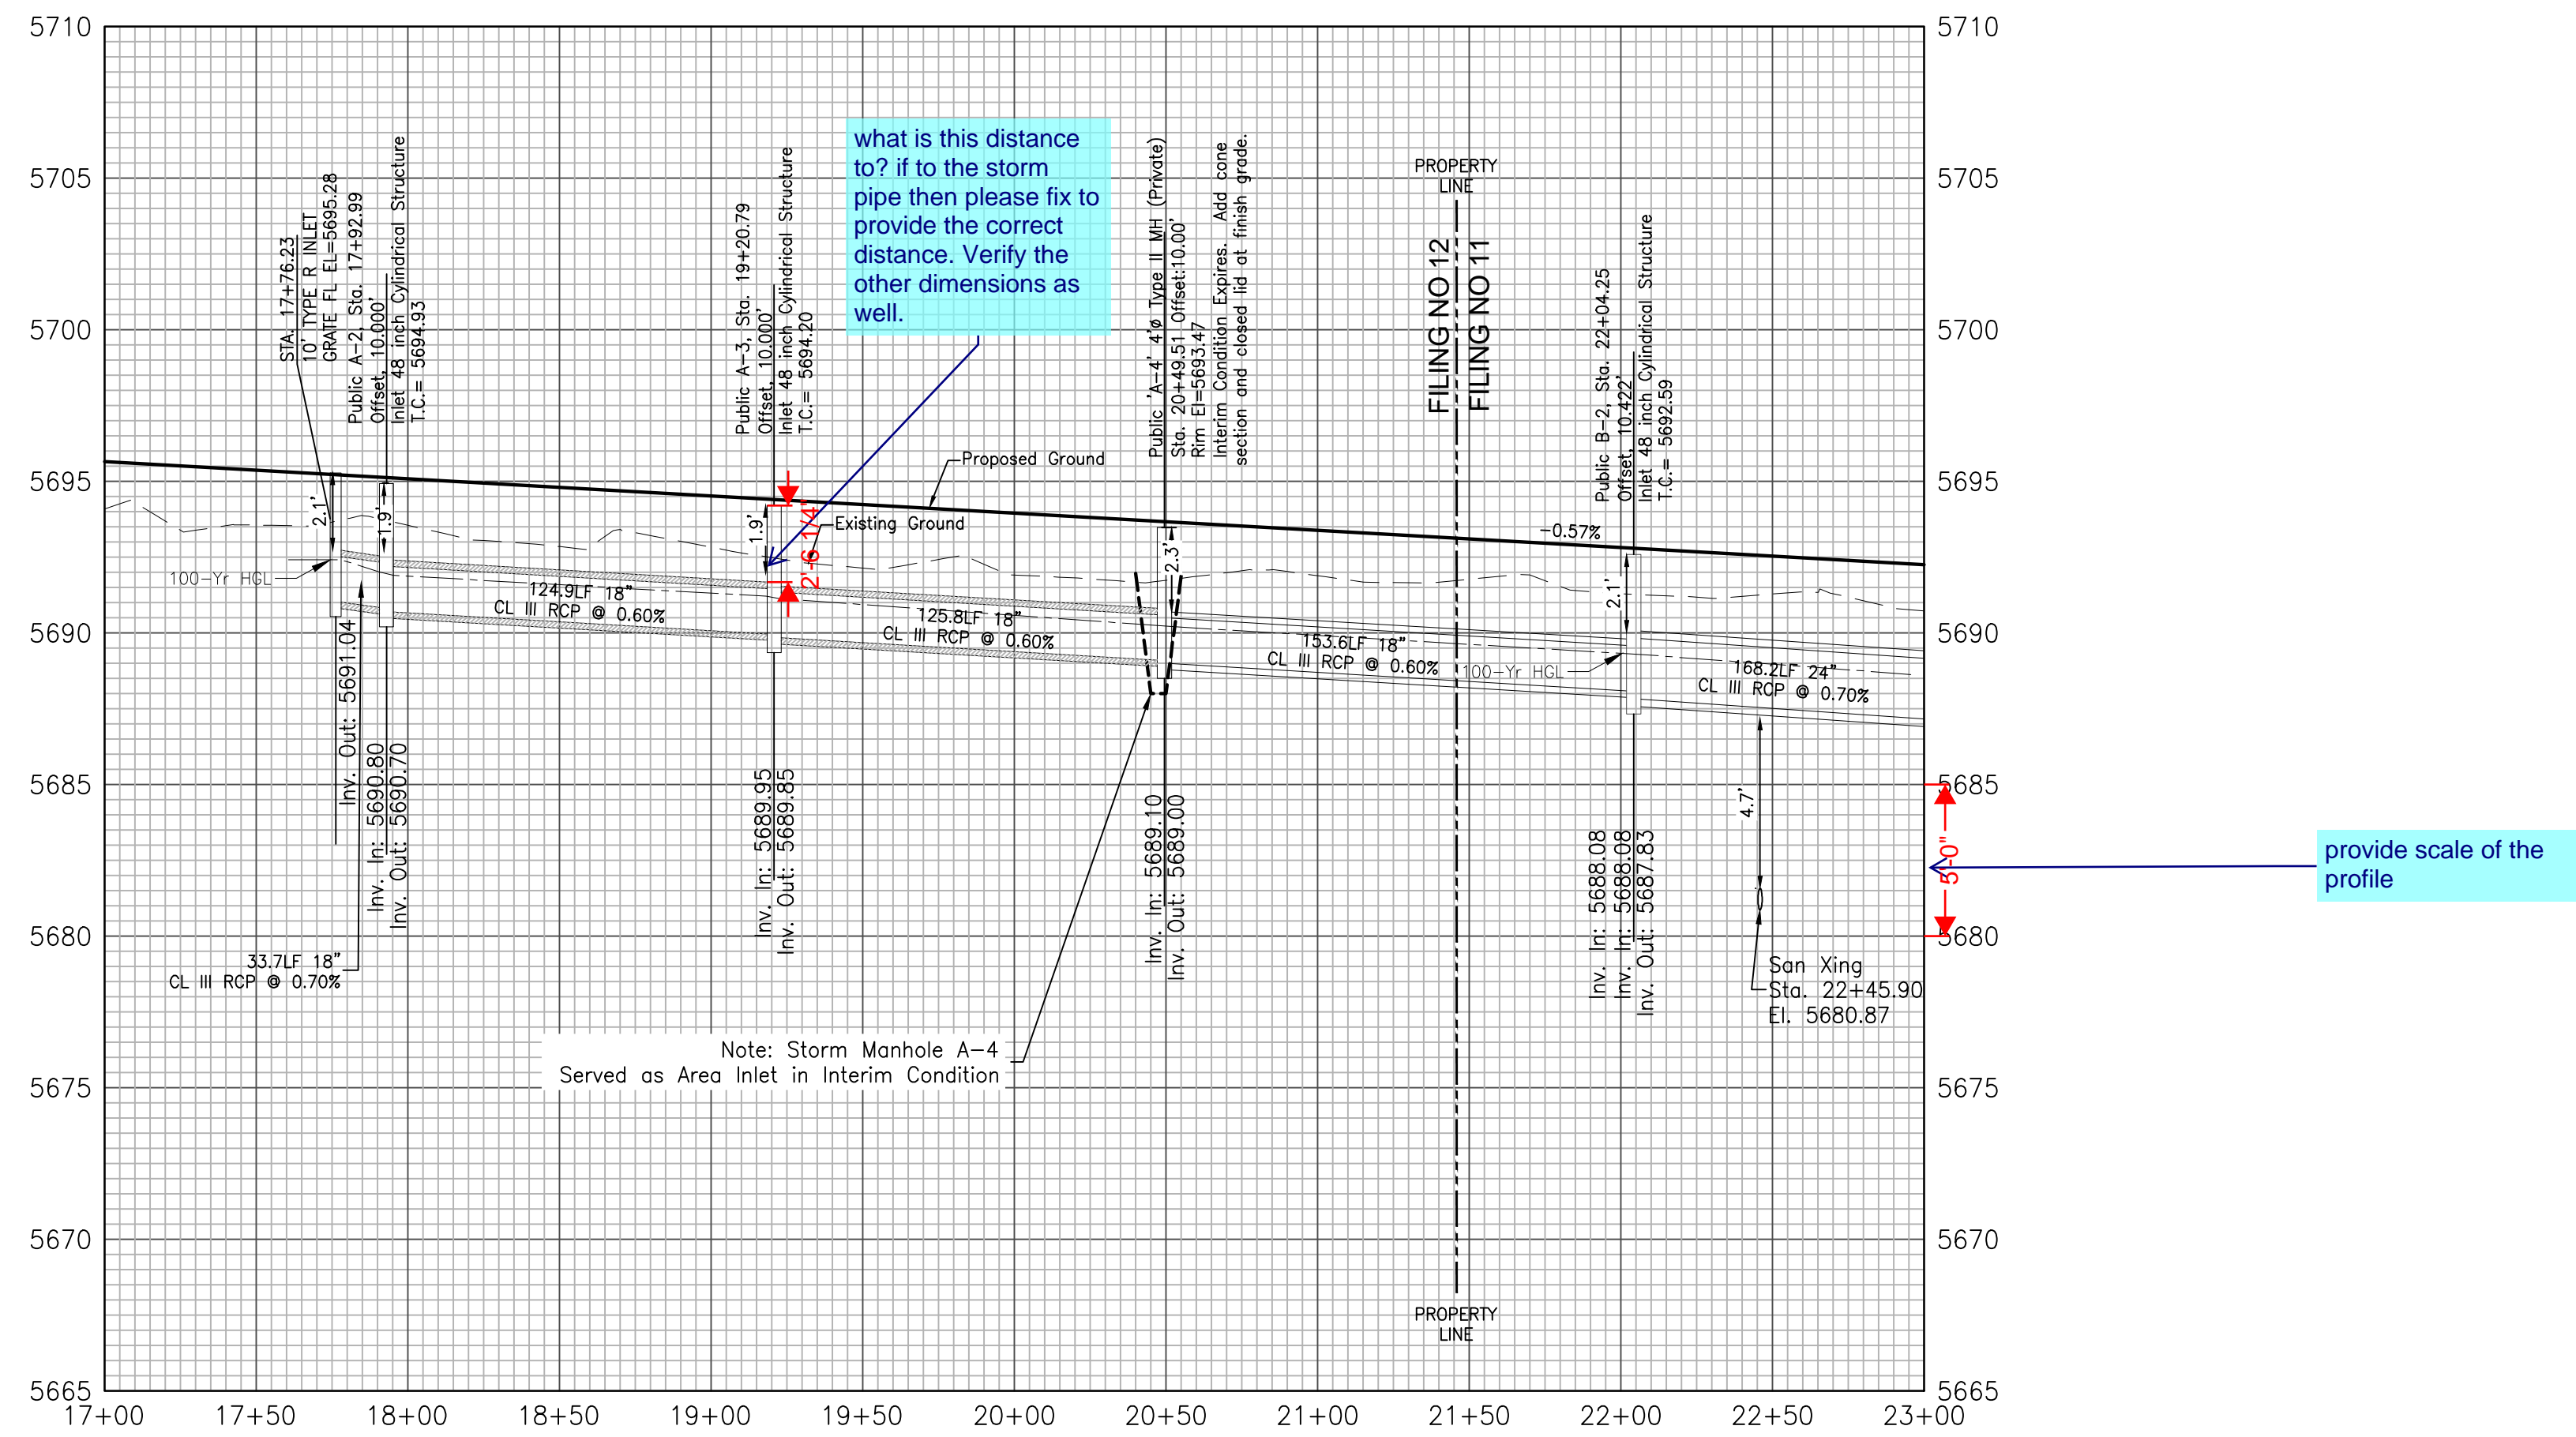 5710
5705
5700
5695
5690
5685
5680
5675
5670
5665
5710
5705
5700
5695
5690
5685
5680
5675
5670
5665
17+00
17+50
18+00
18+50
19+00
19+50
20+00
20+50
21+00
21+50
22+00
22+50
23+00
STA. 17+76.23
10' TYPE R INLET
GRATE FL EL=5695.28
Public A-2, Sta. 17+92.99
Offset, 10.000'
Inlet 48 inch Cylindrical Structure
T.C.= 5694.93
Public A-3, Sta. 19+20.79
Offset, 10.000'
Inlet 48 inch Cylindrical Structure
T.C.= 5694.20
what is this distance
to? if to the storm
pipe then please fix to
provide the correct
distance. Verify the
other dimensions as
well.
Public 'A-4' 4'ø Type II MH (Private)
Sta. 20+49.51 Offset:10.00'
Rim El=5693.47
Interim Condition Expires. Add cone
section and closed lid at finish grade.
PROPERTY
LINE
FILING NO 12
FILING NO 11
Public B-2, Sta. 22+04.25
Offset, 10.422'
Inlet 48 inch Cylindrical Structure
T.C.= 5692.59
Proposed Ground
Existing Ground
-0.57%
2.1'
1.9'
1.9'
2'-6 1/4"
2.3'
2.1'
100-Yr HGL
124.9LF 18"
CL III RCP @ 0.60%
125.8LF 18"
CL III RCP @ 0.60%
153.6LF 18"
CL III RCP @ 0.60%
100-Yr HGL
168.2LF 24"
CL III RCP @ 0.70%
Inv. Out: 5691.04
Inv. In: 5690.80
Inv. Out: 5690.70
Inv. In: 5689.95
Inv. Out: 5689.85
Inv. In: 5689.10
Inv. Out: 5689.00
Inv. In: 5688.08
Inv. In: 5688.08
Inv. Out: 5687.83
4.7'
5'-0"
provide scale of the
profile
33.7LF 18"
CL III RCP @ 0.70%
San Xing
Sta. 22+45.90
El. 5680.87
Note: Storm Manhole A-4
Served as Area Inlet in Interim Condition
PROPERTY
LINE